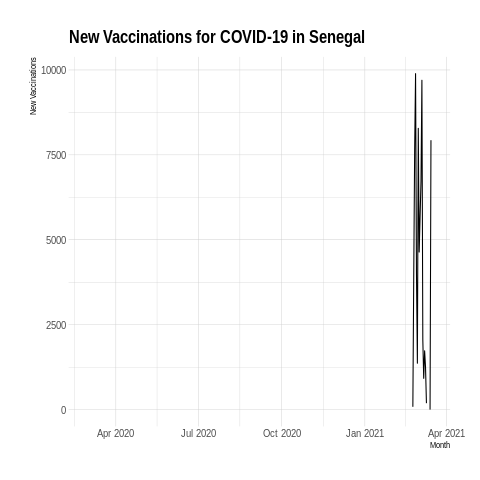 New Vaccinations for COVID-19 in Senegal
New Vaccinations
10000
7500
5000
2500
0
Apr 2020 Jul 2020 Oct 2020 Jan 2021 Apr 2021
Month